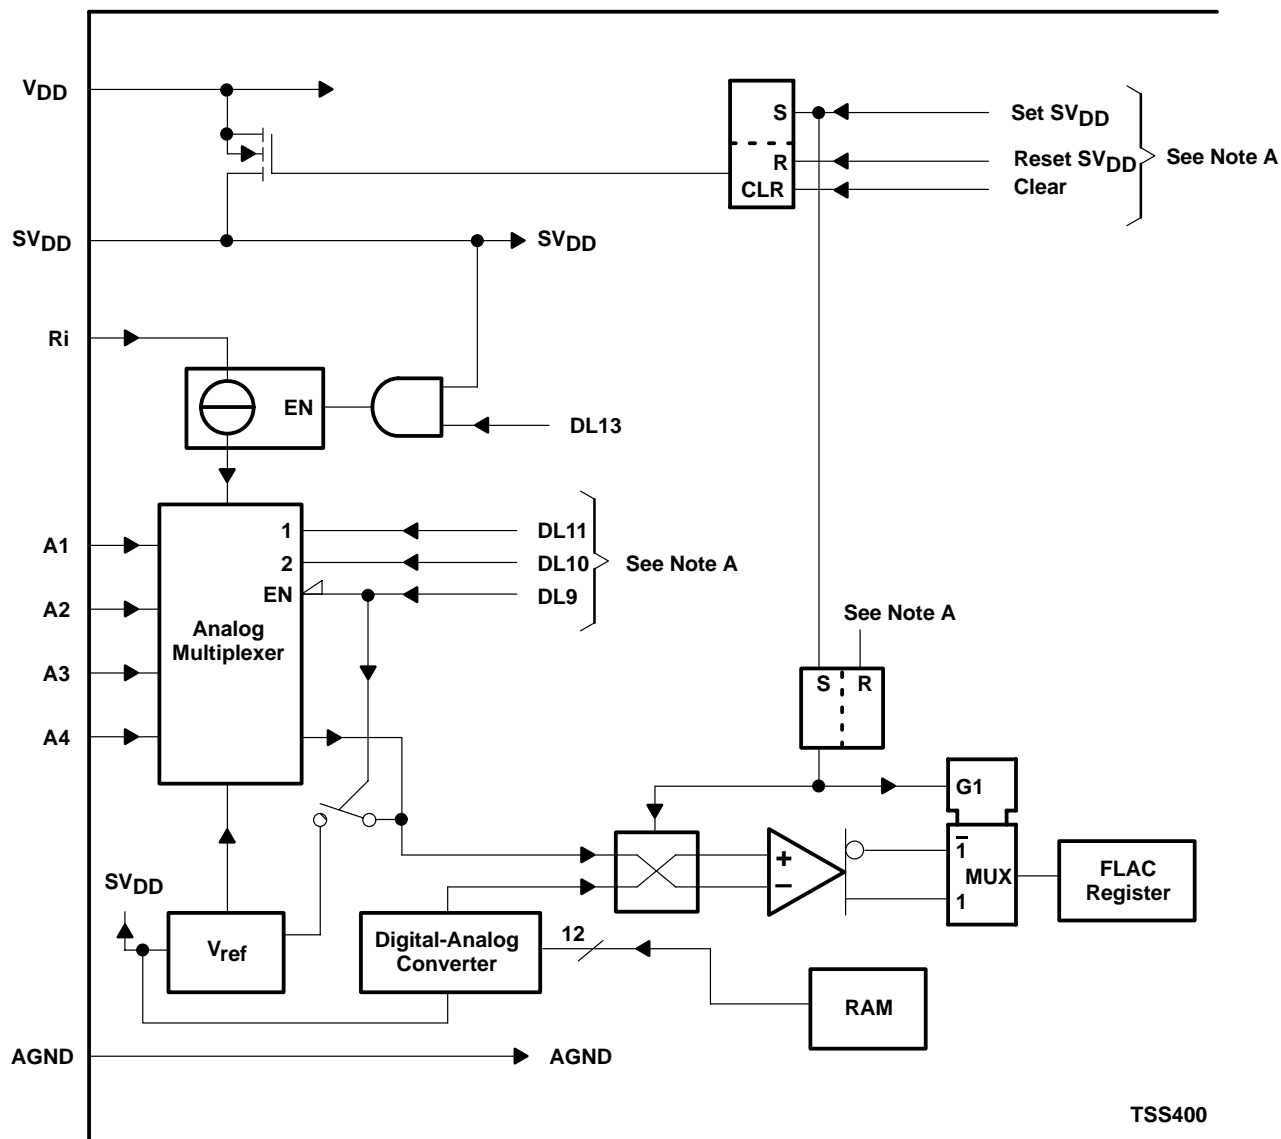 VDD
S
Set SVDD
R
Reset SVDD
See Note A
CLR
Clear
SVDD
SVDD
Ri
EN
DL13
A1
1
DL11
2
DL10
See Note A
A2
EN
DL9
Analog
Multiplexer
See Note A
A3
S
R
A4
G1
SVDD
+
−
1
MUX
1
FLAC
Register
Vref
Digital-Analog
Converter
12
RAM
AGND
AGND
TSS400